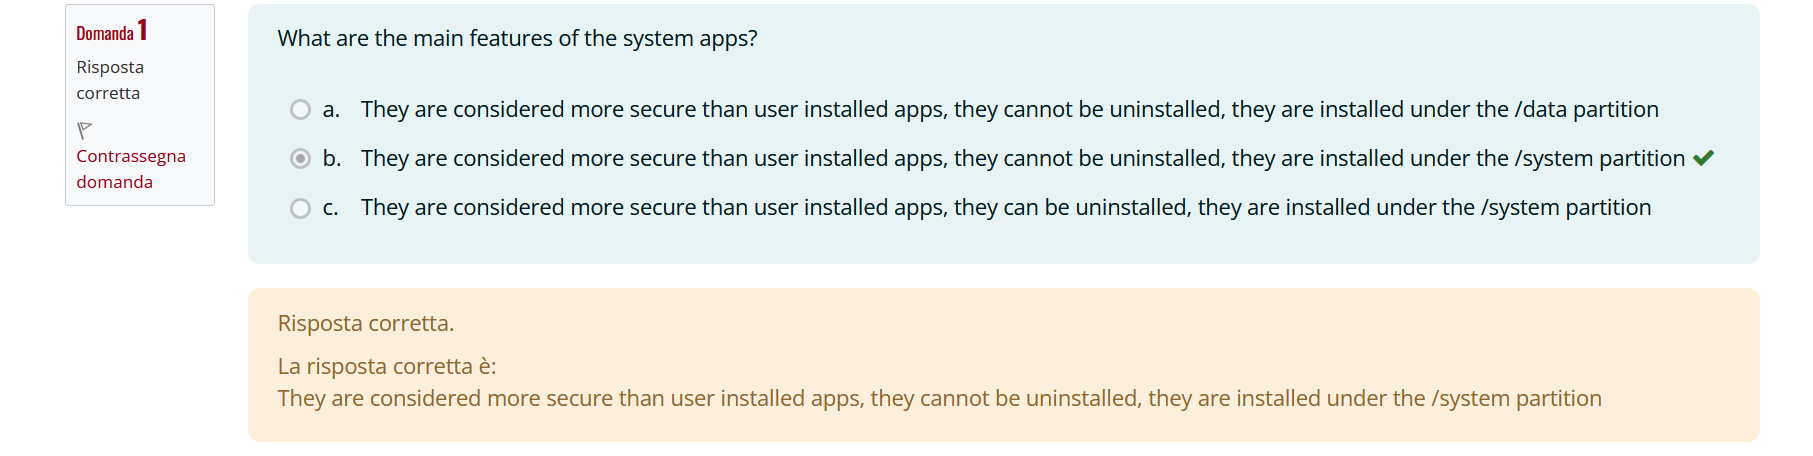 Domanda 1
Risposta
corretta
Contrassegna
domanda
What are the main features of the system apps?
a. They are considered more secure than user installed apps, they cannot be uninstalled, they are installed under the /data partition
b. They are considered more secure than user installed apps, they cannot be uninstalled, they are installed under the /system partition
c. They are considered more secure than user installed apps, they can be uninstalled, they are installed under the /system partition
Risposta corretta.
La risposta corretta è:
They are considered more secure than user installed apps, they cannot be uninstalled, they are installed under the /system partition